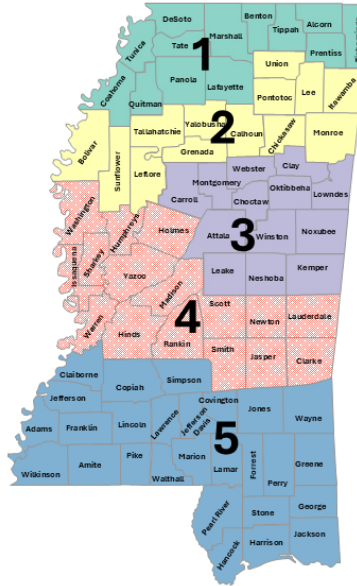 DeSoto
Benton
Tippah
Alcorn
Marshall
Tunica
Tate
1
Prentiss
Union
Panola
Lafayette
Coahoma
Quitman
Pontotoc
Lee
Itawamba
Tallahatchie
Yalobusha
2
Calhoun
Chickasaw
Monroe
Bolivar
Grenada
Sunflower
Leflore
Webster
Clay
Montgomery
Oktibbeha
Carroll
Choctaw
Lowndes
Washington
Humphreys
Holmes
Attala
3
Winston
Noxubee
Issaquena
Sharkey
Yazoo
Leake
Neshoba
Kemper
Madison
Scott
4
Newton
Lauderdale
Warren
Hinds
Rankin
Smith
Jasper
Clarke
Claiborne
Copiah
Simpson
Jefferson
Covington
Jones
Wayne
Adams
Franklin
Lincoln
Lawrence
Jefferson
Davis
5
Wilkinson
Amite
Pike
Walthall
Marion
Lamar
Forrest
Perry
Greene
Pearl River
Stone
George
Hancock
Harrison
Jackson